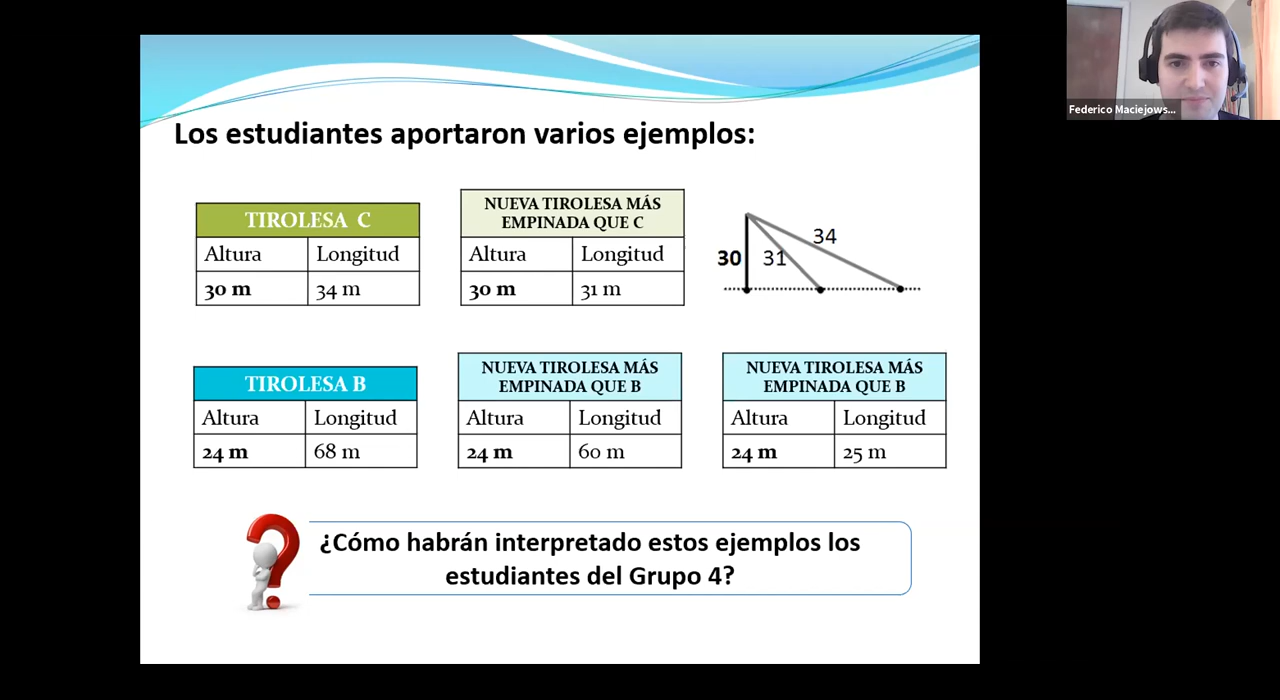 Federico Maciejows...
Los estudiantes aportaron varios ejemplos:
TIROLESA C
Altura Longitud
30 m 34 m
NUEVA TIROLESA MÁS
EMPINADA QUE C
Altura Longitud
30 m 31 m
34
30 31
TIROLESA B
Altura Longitud
24 m 68 m
NUEVA TIROLESA MÁS
EMPINADA QUE B
Altura Longitud
24 m 60 m
NUEVA TIROLESA MÁS
EMPINADA QUE B
Altura Longitud
24 m 25 m
¿Cómo habrán interpretado estos ejemplos los
estudiantes del Grupo 4?